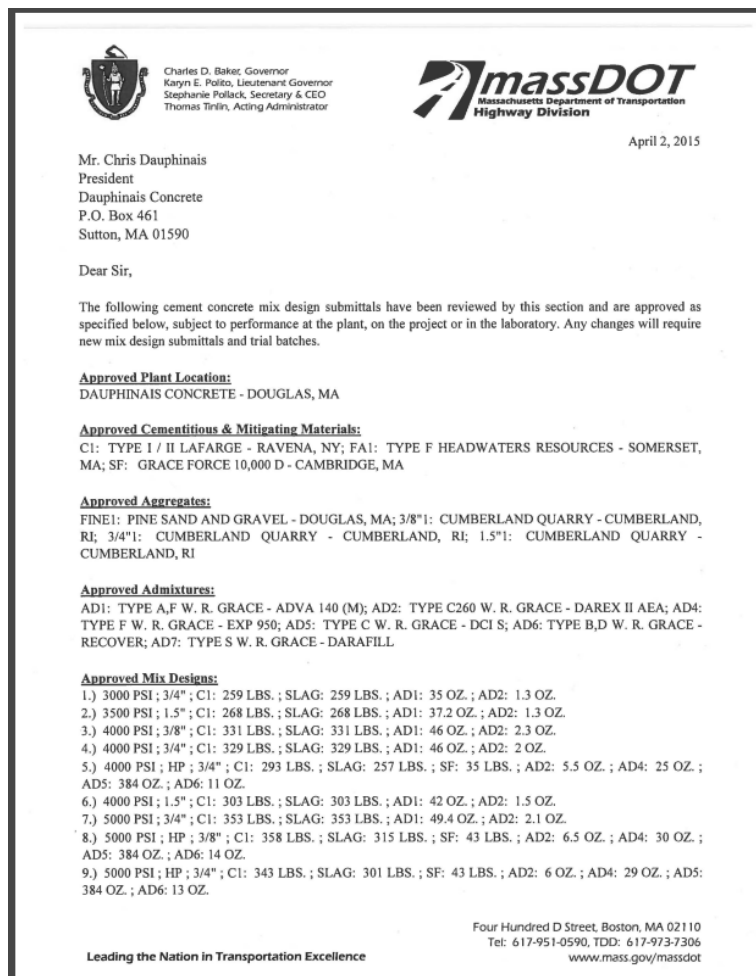 Charles D. Baker, Governor
Karyn E. Polito, Lieutenant Governor
Stephanie Pollack, Secretary & CEO
Thomas Tinlin, Acting Administrator
massDOT
Massachusetts Department of Transportation
Highway Division
April 2, 2015
Mr. Chris Dauphinais
President
Dauphinais Concrete
P.O. Box 461
Sutton, MA 01590
Dear Sir,
The following cement concrete mix design submittals have been reviewed by this section and are approved as
specified below, subject to performance at the plant, on the project or in the laboratory. Any changes will require
new mix design submittals and trial batches.
Approved Plant Location:
DAUPHINAIS CONCRETE - DOUGLAS, MA
Approved Cementitious & Mitigating Materials:
C1: TYPE I / II LAFARGE - RAVENA, NY; FA1: TYPE F HEADWATERS RESOURCES - SOMERSET,
MA; SF: GRACE FORCE 10,000 D - CAMBRIDGE, MA
Approved Aggregates:
FINE1: PINE SAND AND GRAVEL - DOUGLAS, MA; 3/8"1: CUMBERLAND QUARRY - CUMBERLAND,
RI; 3/4"1: CUMBERLAND QUARRY - CUMBERLAND, RI; 1.5"1: CUMBERLAND QUARRY -
CUMBERLAND, RI
Approved Admixtures:
AD1: TYPE A,F W. R. GRACE - ADVA 140 (M); AD2: TYPE C260 W. R. GRACE - DAREX II AEA; AD4:
TYPE F W. R. GRACE - EXP 950; AD5: TYPE C W. R. GRACE - DCI S; AD6: TYPE B,D W. R. GRACE -
RECOVER; AD7: TYPE S W. R. GRACE - DARAFILL
Approved Mix Designs:
1.) 3000 PSI ; 3/4" ; C1: 259 LBS. ; SLAG: 259 LBS. ; AD1: 35 OZ. ; AD2: 1.3 OZ.
2.) 3500 PSI ; 1.5" ; C1: 268 LBS. ; SLAG: 268 LBS. ; AD1: 37.2 OZ. ; AD2: 1.3 OZ.
3.) 4000 PSI ; 3/8" ; C1: 331 LBS. ; SLAG: 331 LBS. ; AD1: 46 OZ. ; AD2: 2.3 OZ.
4.) 4000 PSI ; 3/4" ; C1: 329 LBS. ; SLAG: 329 LBS. ; AD1: 46 OZ. ; AD2: 2 OZ.
5.) 4000 PSI ; HP ; 3/4" ; C1: 293 LBS. ; SLAG: 257 LBS. ; SF: 35 LBS. ; AD2: 5.5 OZ. ; AD4: 25 OZ. ;
AD5: 384 OZ. ; AD6: 11 OZ.
6.) 4000 PSI ; 1.5" ; C1: 303 LBS. ; SLAG: 303 LBS. ; AD1: 42 OZ. ; AD2: 1.5 OZ.
7.) 5000 PSI ; 3/4" ; C1: 353 LBS. ; SLAG: 353 LBS. ; AD1: 49.4 OZ. ; AD2: 2.1 OZ.
8.) 5000 PSI ; HP ; 3/8" ; C1: 358 LBS. ; SLAG: 315 LBS. ; SF: 43 LBS. ; AD2: 6.5 OZ. ; AD4: 30 OZ. ;
AD5: 384 OZ. ; AD6: 14 OZ.
9.) 5000 PSI ; HP ; 3/4" ; C1: 343 LBS. ; SLAG: 301 LBS. ; SF: 43 LBS. ; AD2: 6 OZ. ; AD4: 29 OZ. ; AD5:
384 OZ. ; AD6: 13 OZ.
Four Hundred D Street, Boston, MA 02110
Tel: 617-951-0590, TDD: 617-973-7306
Leading the Nation in Transportation Excellence
www.mass.gov/massdot